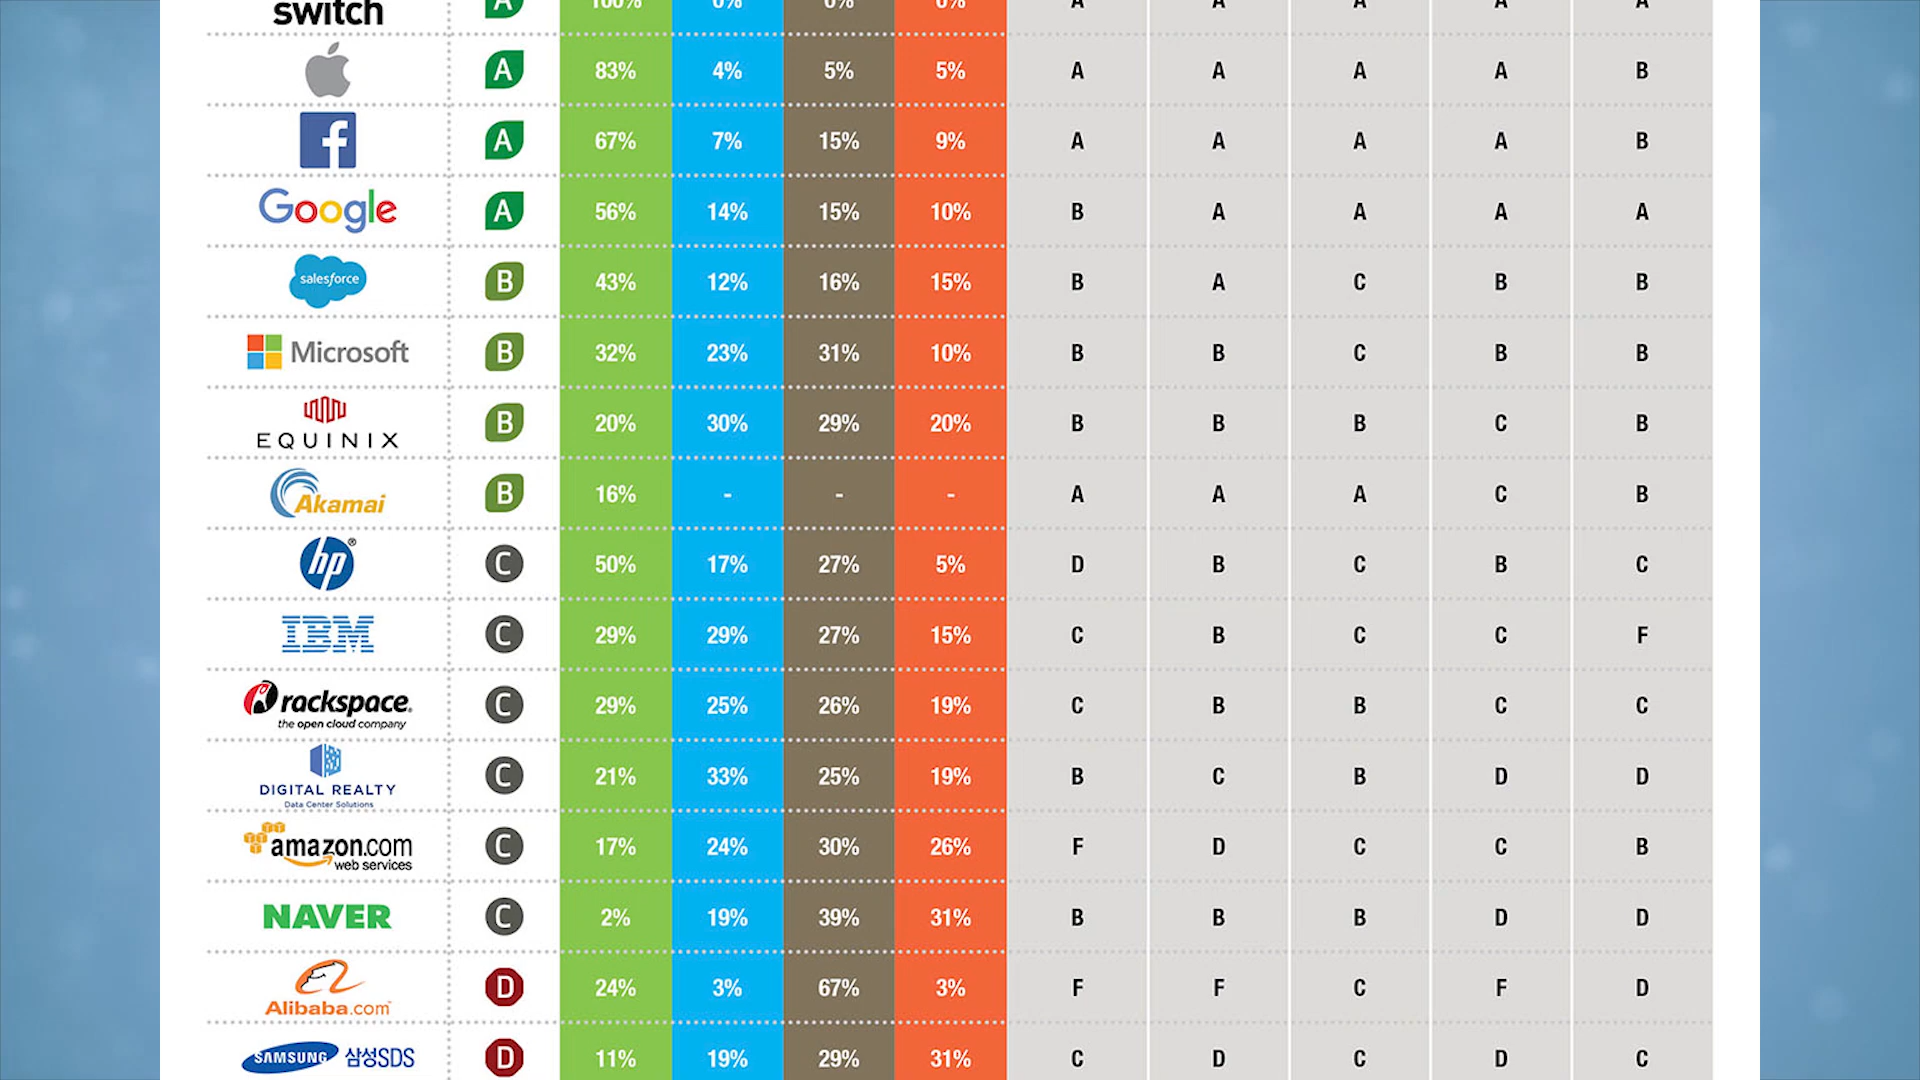 switch A 100% 0% 0% 0% A A A A A
A 83% 4% 5% 5% A A A A B
f A 67% 7% 15% 9% A A A A B
Google A 56% 14% 15% 10% B A A A A
salesforce B 43% 12% 16% 15% B A C B B
Microsoft B 32% 23% 31% 10% B B C B B
EQUINIX B 20% 30% 29% 20% B B B C B
Akamai B 16% - - - A A A C B
hp® C 50% 17% 27% 5% D B C B C
IBM C 29% 29% 27% 15% C B C C F
rackspace. C 29% 25% 26% 19% C B B C C
the open cloud company
DIGITAL REALTY C 21% 33% 25% 19% B C B D D
Data Center Solutions
amazon.com C 17% 24% 30% 26% F D C C B
web services
NAVER C 2% 19% 39% 31% B B B D D
Alibaba.com D 24% 3% 67% 3% F F C F D
SAMSUNG 삼성SDS D 11% 19% 29% 31% C D C D C